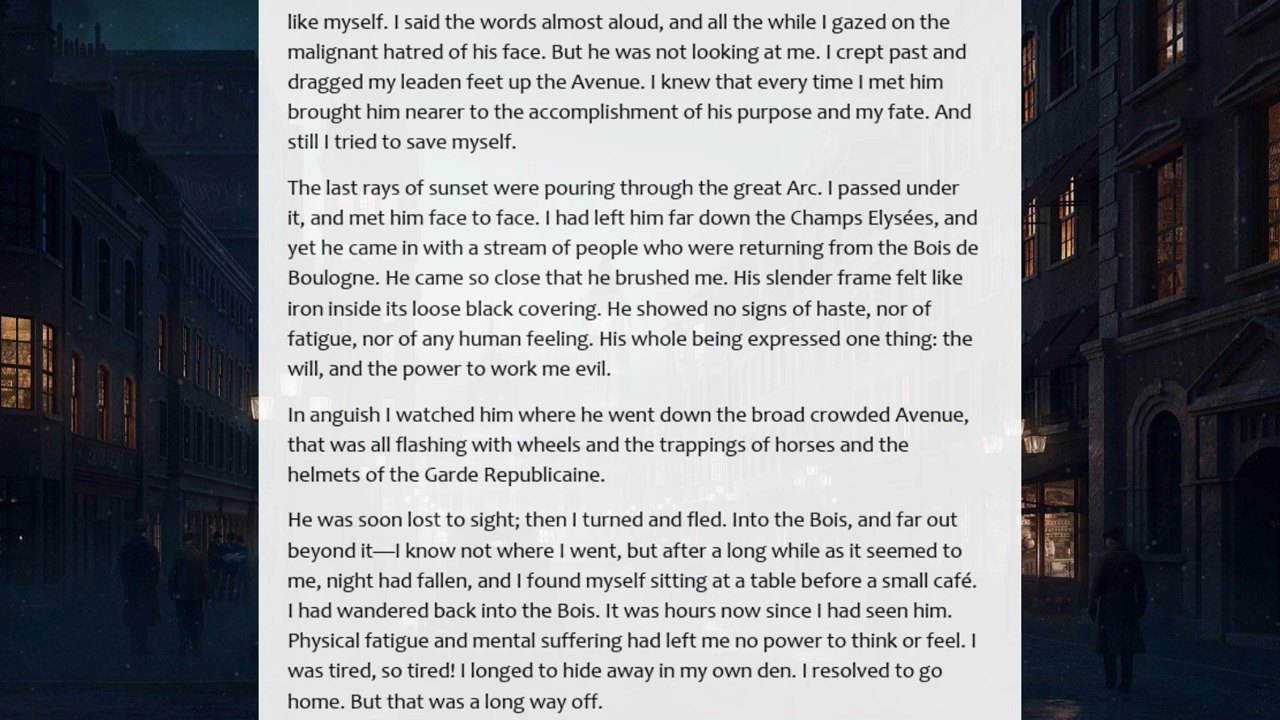 like myself. I said the words almost aloud, and all the while I gazed on the
malignant hatred of his face. But he was not looking at me. I crept past and
dragged my leaden feet up the Avenue. I knew that every time I met him
brought him nearer to the accomplishment of his purpose and my fate. And
still I tried to save myself.
The last rays of sunset were pouring through the great Arc. I passed under
it, and met him face to face. I had left him far down the Champs Elysées, and
yet he came in with a stream of people who were returning from the Bois de
Boulogne. He came so close that he brushed me. His slender frame felt like
iron inside its loose black covering. He showed no signs of haste, nor of
fatigue, nor of any human feeling. His whole being expressed one thing: the
will, and the power to work me evil.
In anguish I watched him where he went down the broad crowded Avenue,
that was all flashing with wheels and the trappings of horses and the
helmets of the Garde Republicaine.
He was soon lost to sight; then I turned and fled. Into the Bois, and far out
beyond it—I know not where I went, but after a long while as it seemed to
me, night had fallen, and I found myself sitting at a table before a small café.
I had wandered back into the Bois. It was hours now since I had seen him.
Physical fatigue and mental suffering had left me no power to think or feel. I
was tired, so tired! I longed to hide away in my own den. I resolved to go
home. But that was a long way off.